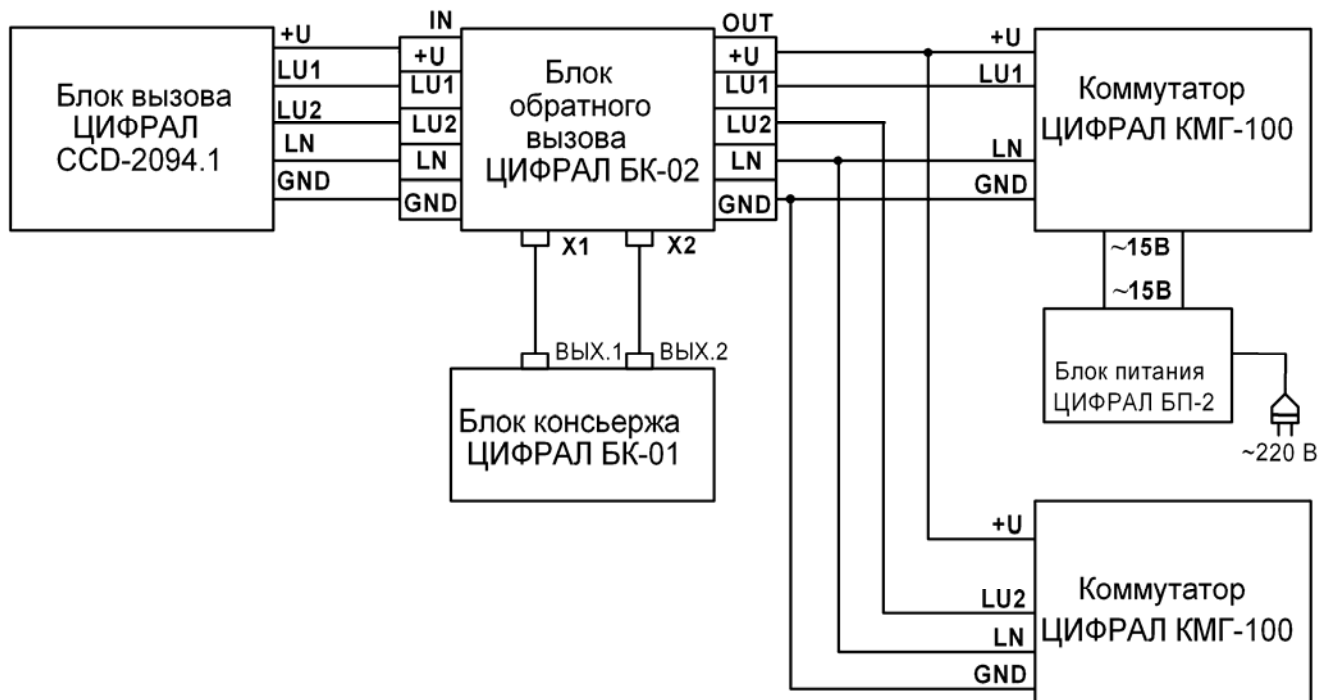 Блок вызова
ЦИФРАЛ
CCD-2094.1
+U
LU1
LU2
LN
GND
IN
+U
LU1
LU2
LN
GND
Блок
обратного
вызова
ЦИФРАЛ БК-02
OUT
+U
LU1
LU2
LN
GND
X1
X2
ВЫХ.1
ВЫХ.2
Блок консьержа
ЦИФРАЛ БК-01
+U
LU1
LN
GND
Коммутатор
ЦИФРАЛ КМГ-100
~15В
~15В
Блок питания
ЦИФРАЛ БП-2
~220 В
+U
LU2
LN
GND
Коммутатор
ЦИФРАЛ КМГ-100